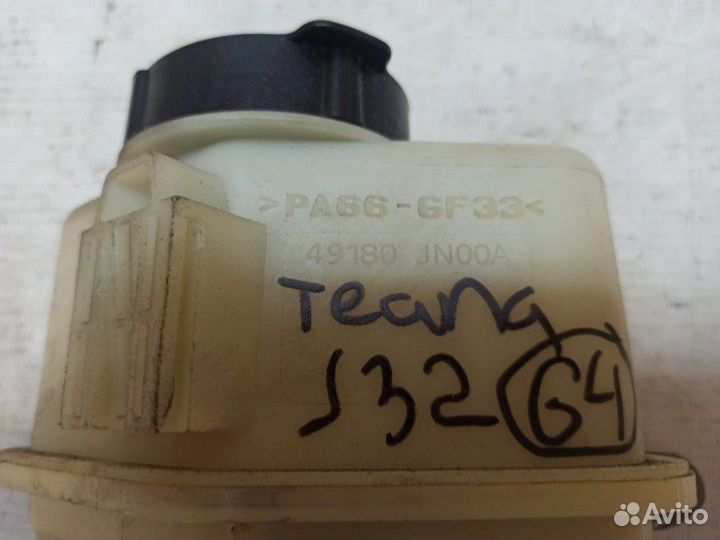 >PA66-GF33<
49180 JN00A
Teana
J32 G4
Avito